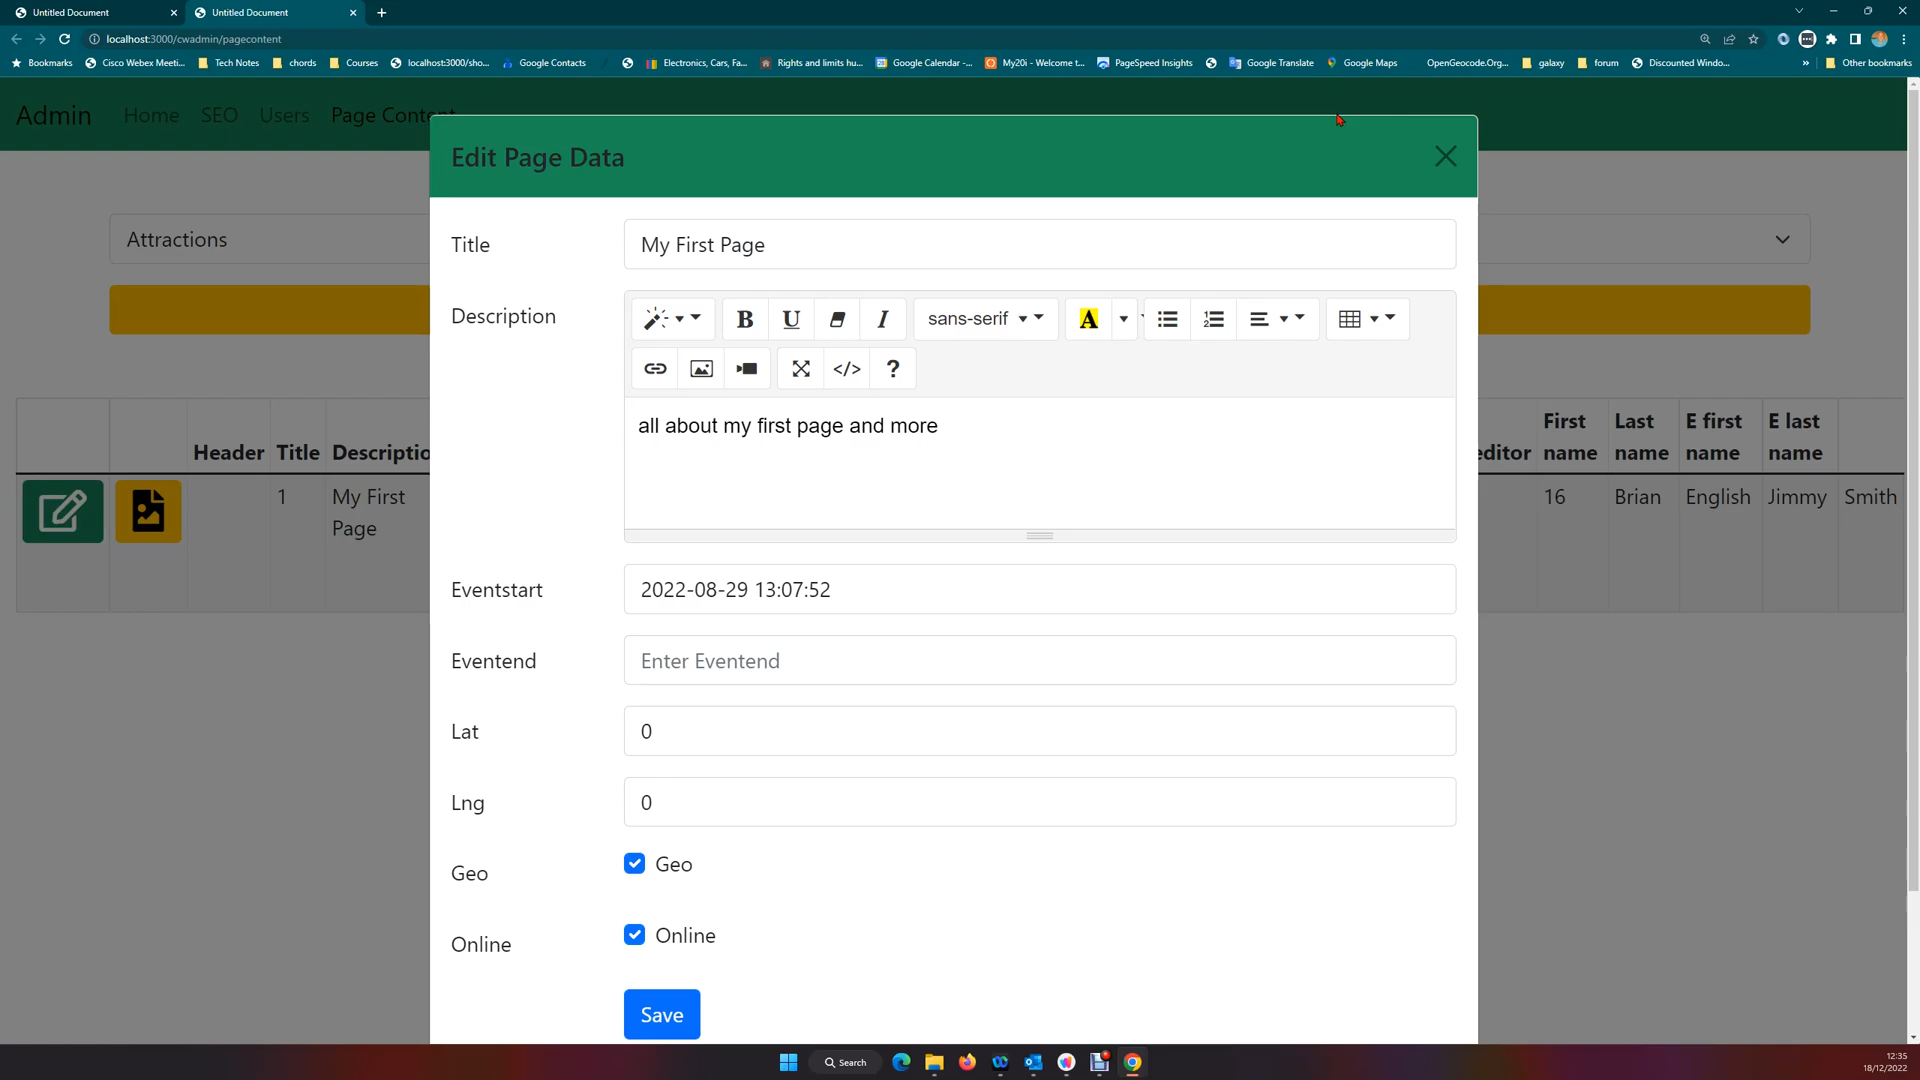 Untitled Document
Untitled Document
localhost:3000/cwadmin/pagecontent
Bookmarks
Cisco Webex Meeti...
Tech Notes
chords
Courses
localhost:3000/sho...
Google Contacts
Electronics, Cars, Fa...
Rights and limits hu...
Google Calendar -...
My20i - Welcome t...
PageSpeed Insights
Google Translate
Google Maps
OpenGeocode.Org...
galaxy
forum
Discounted Windo...
»
Other bookmarks
Admin
Home
SEO
Users
Page Content
Edit Page Data
Attractions
Title
My First Page
Description
B U I
sans-serif
A
</> ?
all about my first page and more
Header Title Descriptio
editor
First name
Last name
E first name
E last name
1
My First
Page
16 Brian English Jimmy Smith
Eventstart
2022-08-29 13:07:52
Eventend
Enter Eventend
Lat
0
Lng
0
Geo
Geo
Online
Online
Save
Search
12:35
18/12/2022